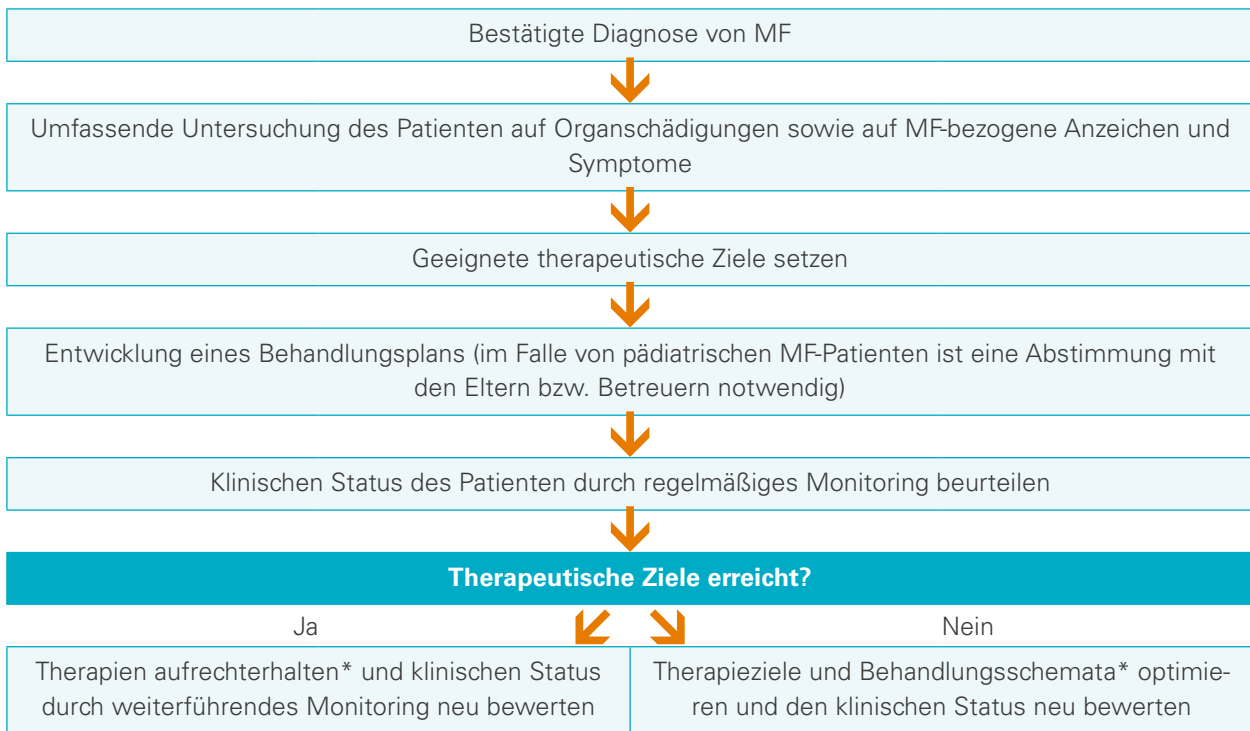 Bestätigte Diagnose von MF
Umfassende Untersuchung des Patienten auf Organschädigungen sowie auf MF-bezogene Anzeichen und
Symptome
Geeignete therapeutische Ziele setzen
Entwicklung eines Behandlungsplans (im Falle von pädiatrischen MF-Patienten ist eine Abstimmung mit
den Eltern bzw. Betreuern notwendig)
Klinischen Status des Patienten durch regelmäßiges Monitoring beurteilen
Therapeutische Ziele erreicht?
Ja
Nein
Therapien aufrechterhalten* und klinischen Status
durch weiterführendes Monitoring neu bewerten
Therapieziele und Behandlungsschemata* optimie-
ren und den klinischen Status neu bewerten